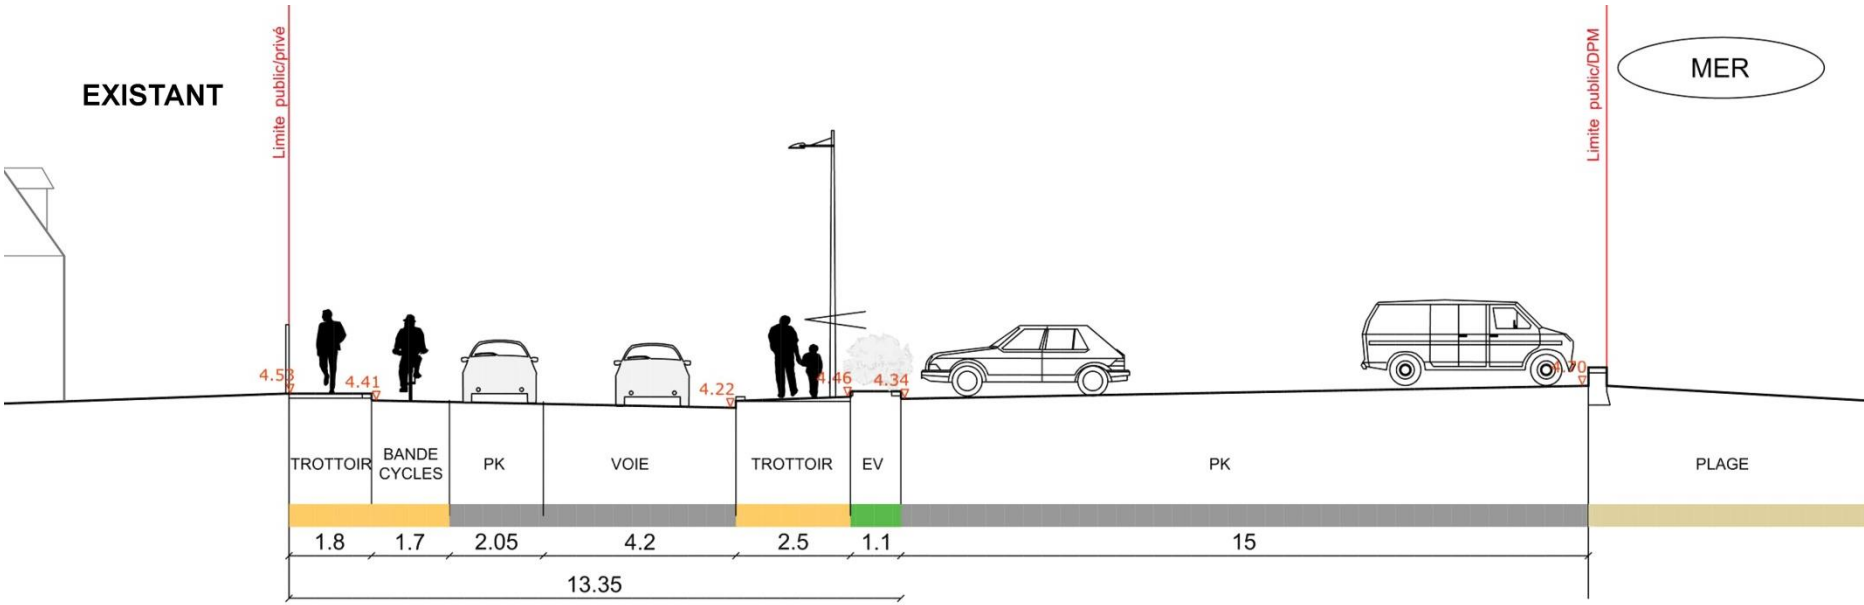 Limite public/privé
EXISTANT
Limite public/DPM
MER
4.53
4.41
4.22
4.46
4.34
4.70
TROTTOIR
BANDE
CYCLES
PK
VOIE
TROTTOIR
EV
PK
PLAGE
1.8
1.7
2.05
4.2
2.5
1.1
15
13.35